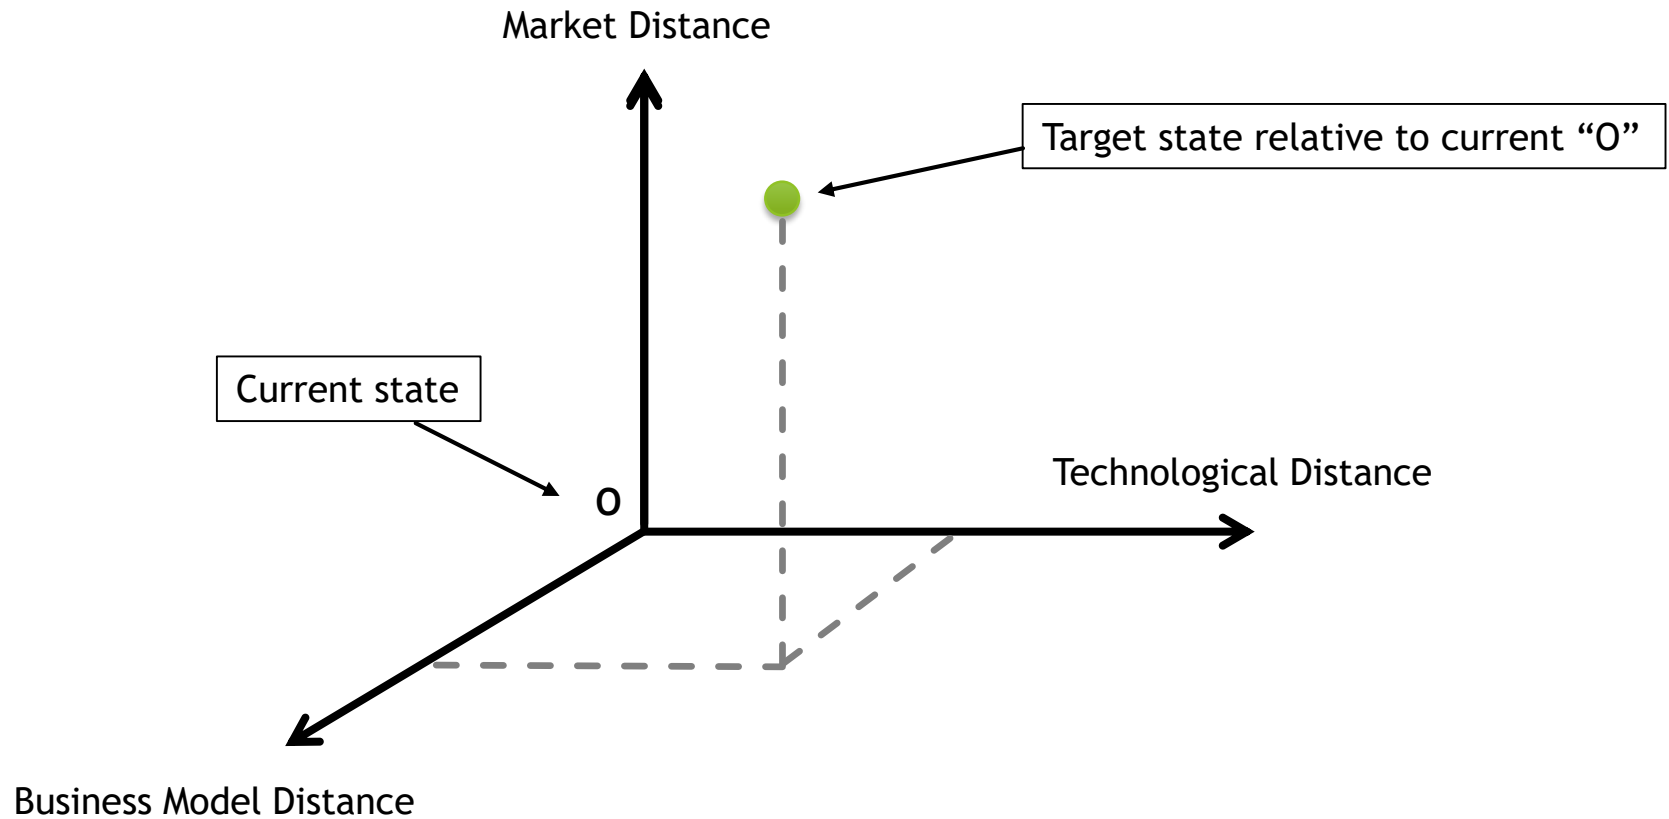 Market Distance
Target state relative to current “O”
Current state
O
Technological Distance
Business Model Distance